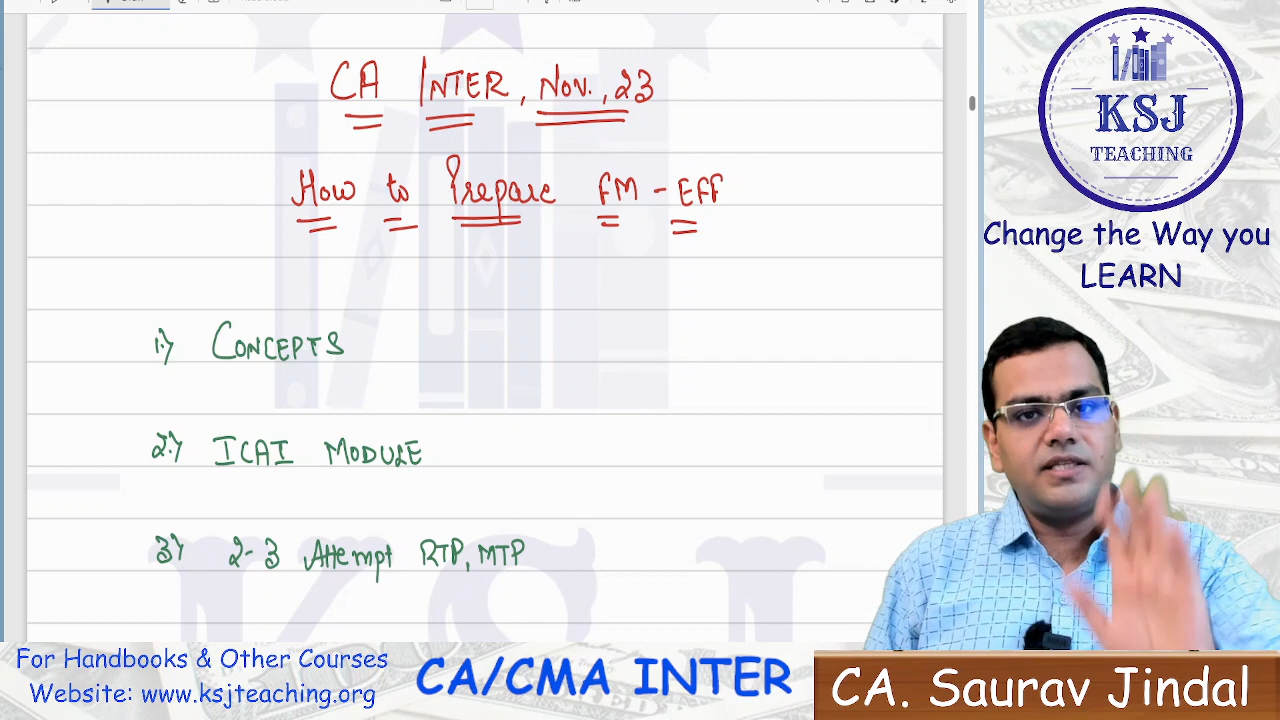 CA INTER, Nov., 23
How to Prepare FM - EFF
1.) CONCEPTS
2.) ICAI MODULE
3.) 2-3 Attempt RTP, MTP
KSJ
TEACHING
Change the Way you
LEARN
For Handbooks & Other Courses
Website: www.ksjteaching.org
CA/CMA INTER
CA. Saurav Jindal